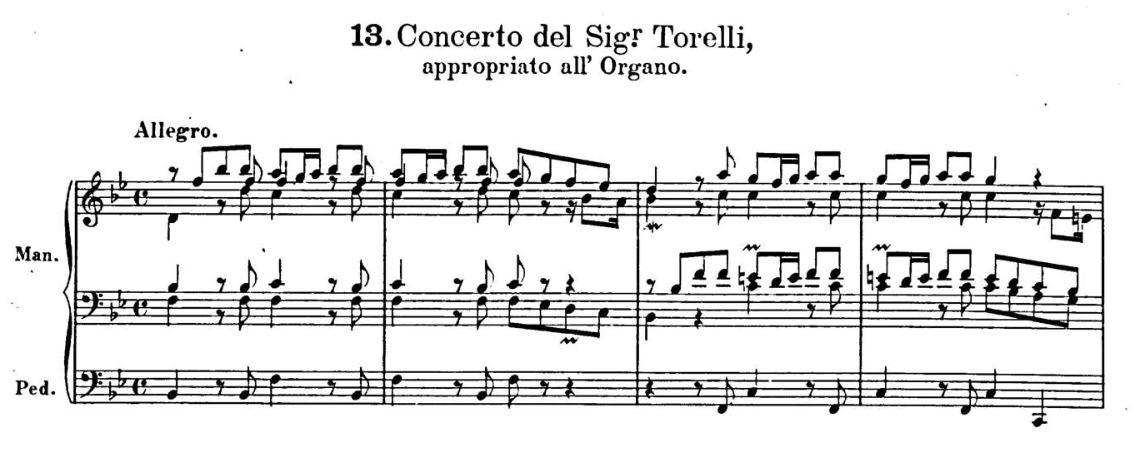 13. Concerto del Sigr. Torelli,
appropriato all' Organo.
Allegro.
Man.
Ped.